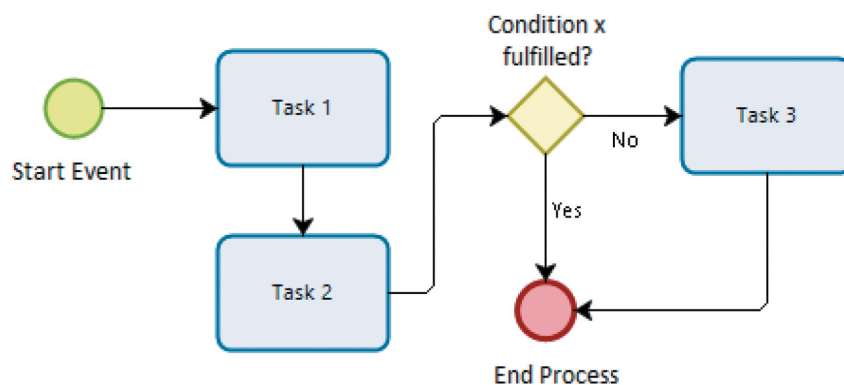 Start Event
Task 1
Task 2
Condition x
fulfilled?
No
Yes
Task 3
End Process